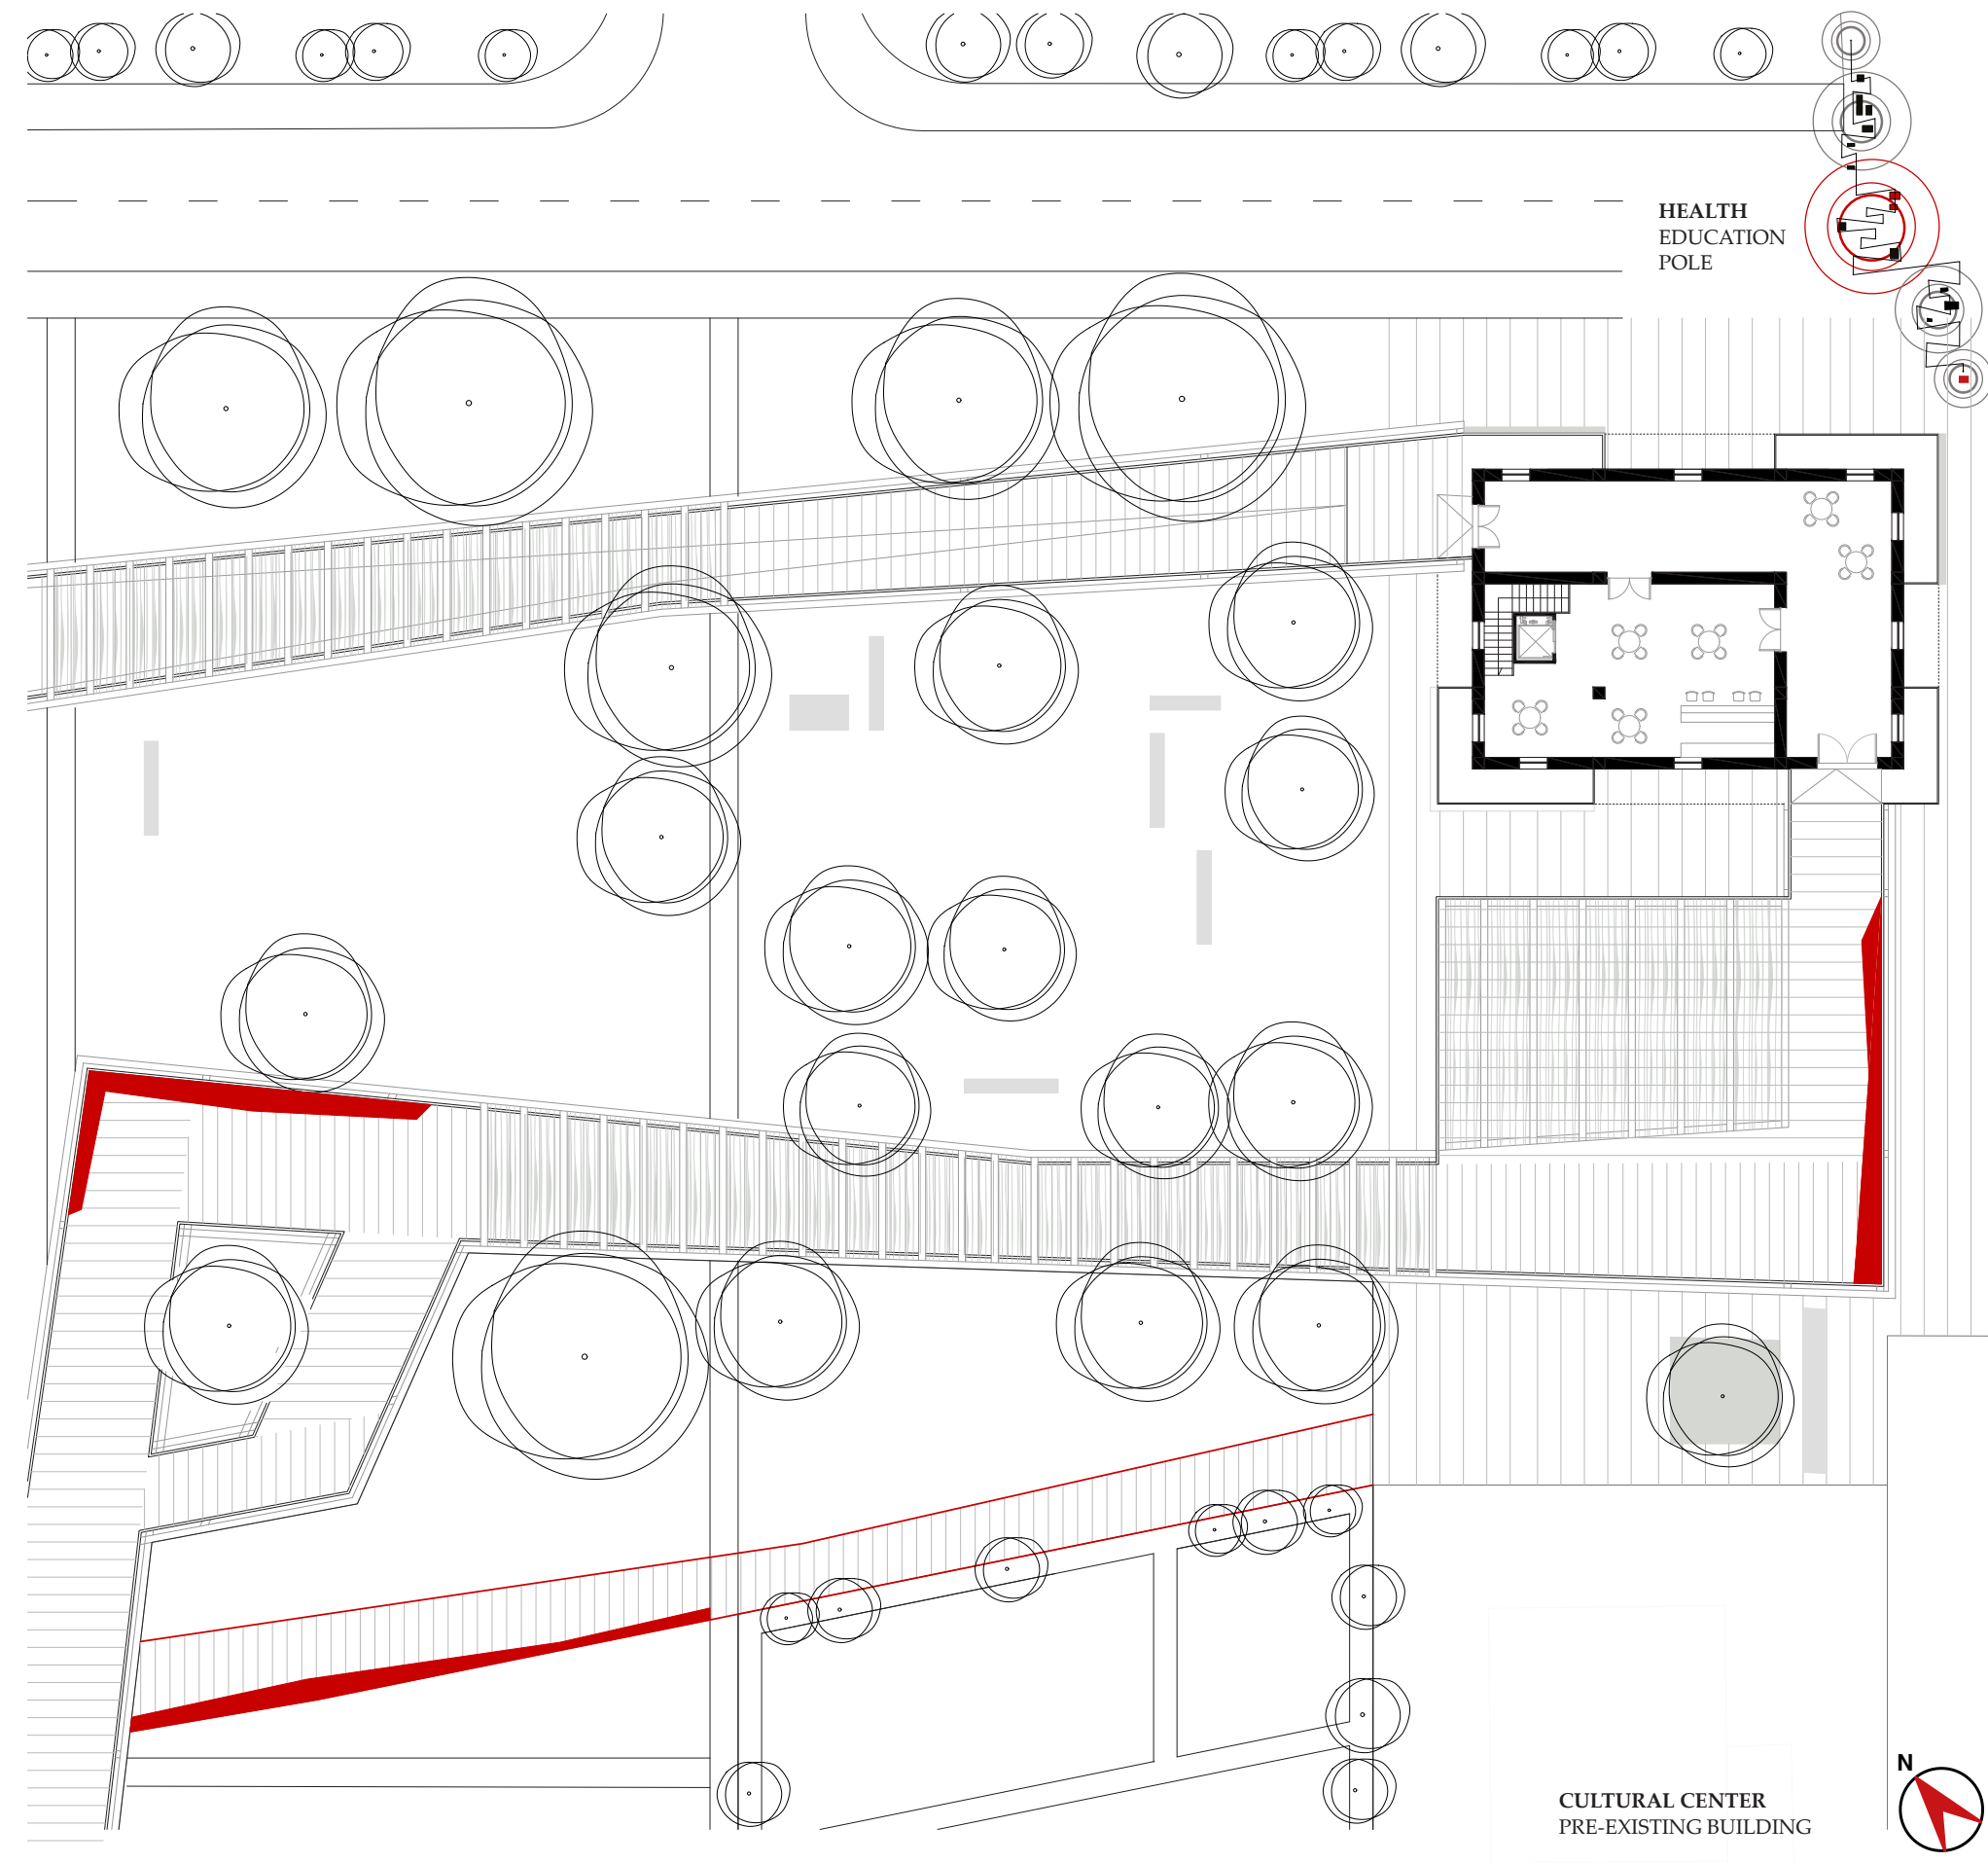 HEALTH
EDUCATION
POLE
N
CULTURAL CENTER
PRE-EXISTING BUILDING